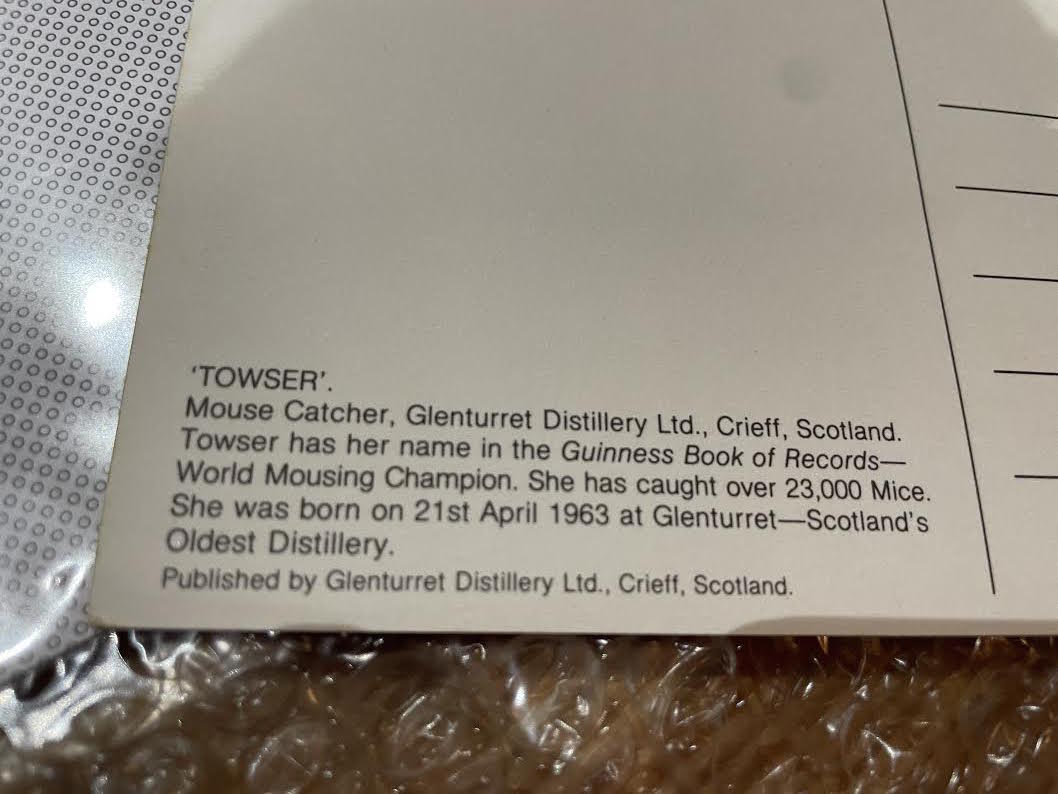 ‘TOWSER’.
Mouse Catcher, Glenturret Distillery Ltd., Crieff, Scotland.
Towser has her name in the Guinness Book of Records—
World Mousing Champion. She has caught over 23,000 Mice.
She was born on 21st April 1963 at Glenturret—Scotland’s
Oldest Distillery.
Published by Glenturret Distillery Ltd., Crieff, Scotland.